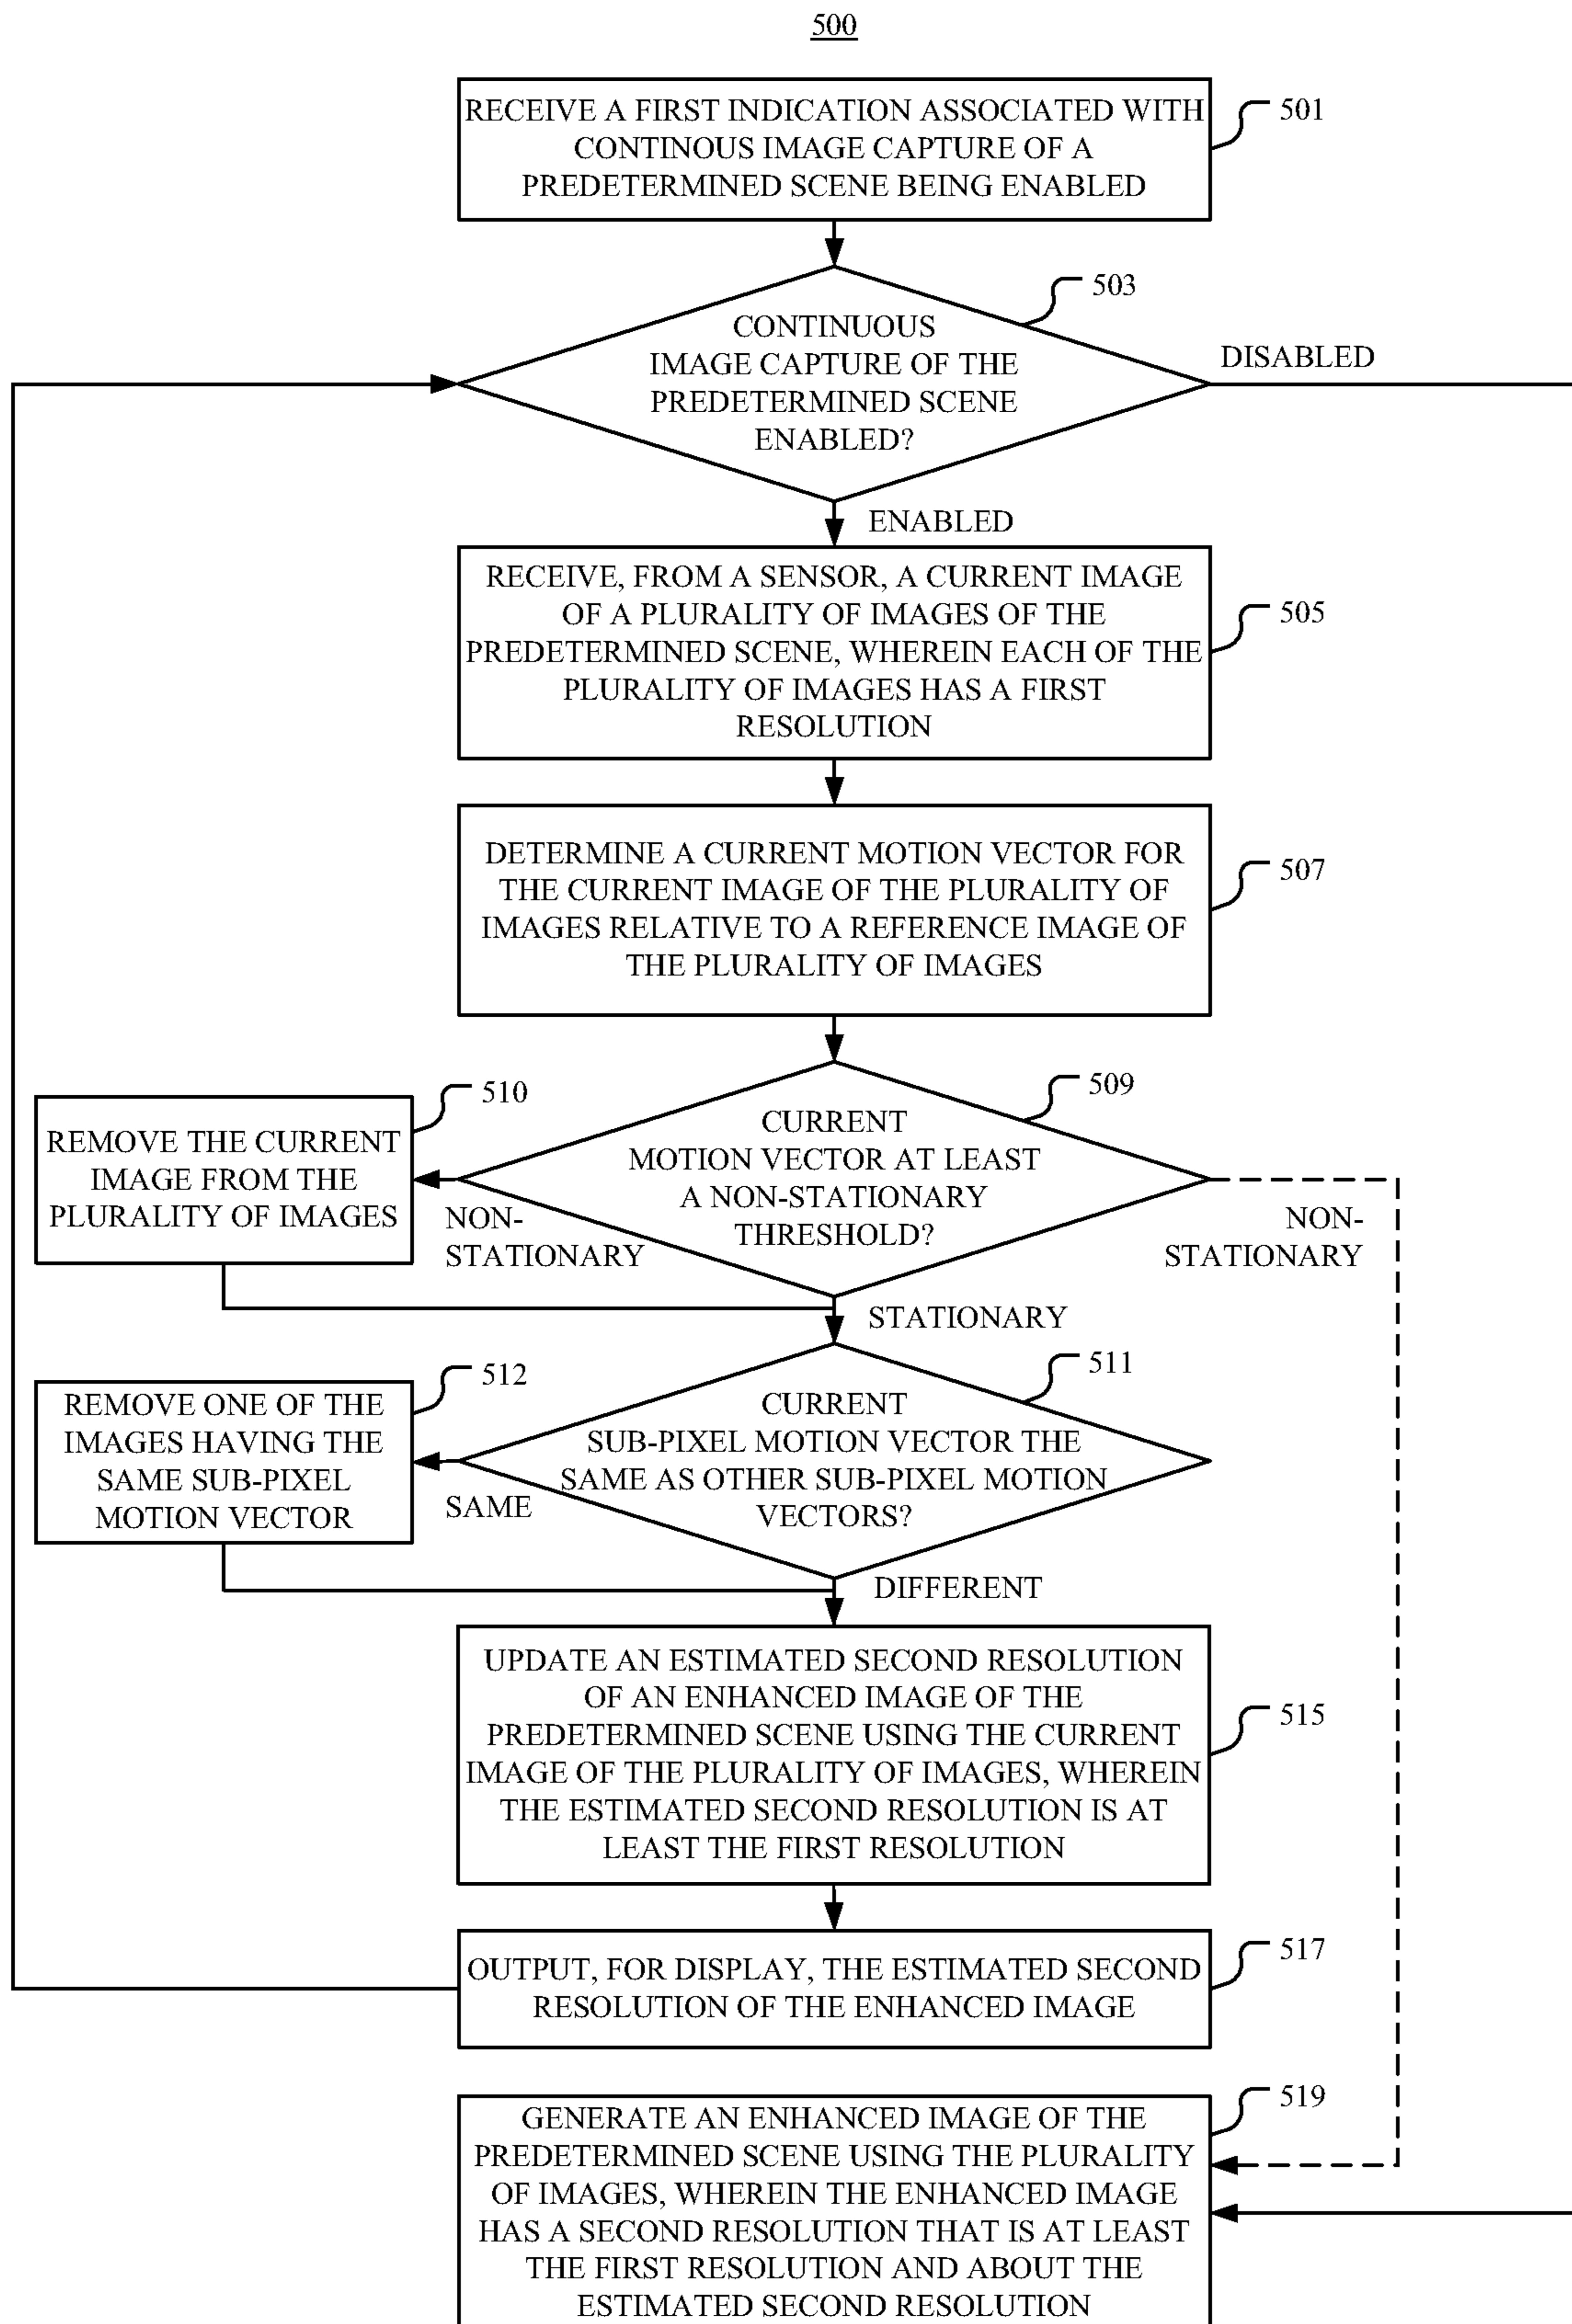 500
RECEIVE A FIRST INDICATION ASSOCIATED WITH
CONTINOUS IMAGE CAPTURE OF A
PREDETERMINED SCENE BEING ENABLED
501
503
CONTINUOUS
IMAGE CAPTURE OF THE
PREDETERMINED SCENE
ENABLED?
DISABLED
ENABLED
RECEIVE, FROM A SENSOR, A CURRENT IMAGE
OF A PLURALITY OF IMAGES OF THE
PREDETERMINED SCENE, WHEREIN EACH OF THE
PLURALITY OF IMAGES HAS A FIRST
RESOLUTION
505
DETERMINE A CURRENT MOTION VECTOR FOR
THE CURRENT IMAGE OF THE PLURALITY OF
IMAGES RELATIVE TO A REFERENCE IMAGE OF
THE PLURALITY OF IMAGES
507
509
CURRENT
MOTION VECTOR AT LEAST
A NON-STATIONARY
THRESHOLD?
510
REMOVE THE CURRENT
IMAGE FROM THE
PLURALITY OF IMAGES
NON-
STATIONARY
NON-
STATIONARY
STATIONARY
511
CURRENT
SUB-PIXEL MOTION VECTOR THE
SAME AS OTHER SUB-PIXEL MOTION
VECTORS?
512
REMOVE ONE OF THE
IMAGES HAVING THE
SAME SUB-PIXEL
MOTION VECTOR
SAME
DIFFERENT
UPDATE AN ESTIMATED SECOND RESOLUTION
OF AN ENHANCED IMAGE OF THE
PREDETERMINED SCENE USING THE CURRENT
IMAGE OF THE PLURALITY OF IMAGES, WHEREIN
THE ESTIMATED SECOND RESOLUTION IS AT
LEAST THE FIRST RESOLUTION
515
OUTPUT, FOR DISPLAY, THE ESTIMATED SECOND
RESOLUTION OF THE ENHANCED IMAGE
517
519
GENERATE AN ENHANCED IMAGE OF THE
PREDETERMINED SCENE USING THE PLURALITY
OF IMAGES, WHEREIN THE ENHANCED IMAGE
HAS A SECOND RESOLUTION THAT IS AT LEAST
THE FIRST RESOLUTION AND ABOUT THE
ESTIMATED SECOND RESOLUTION